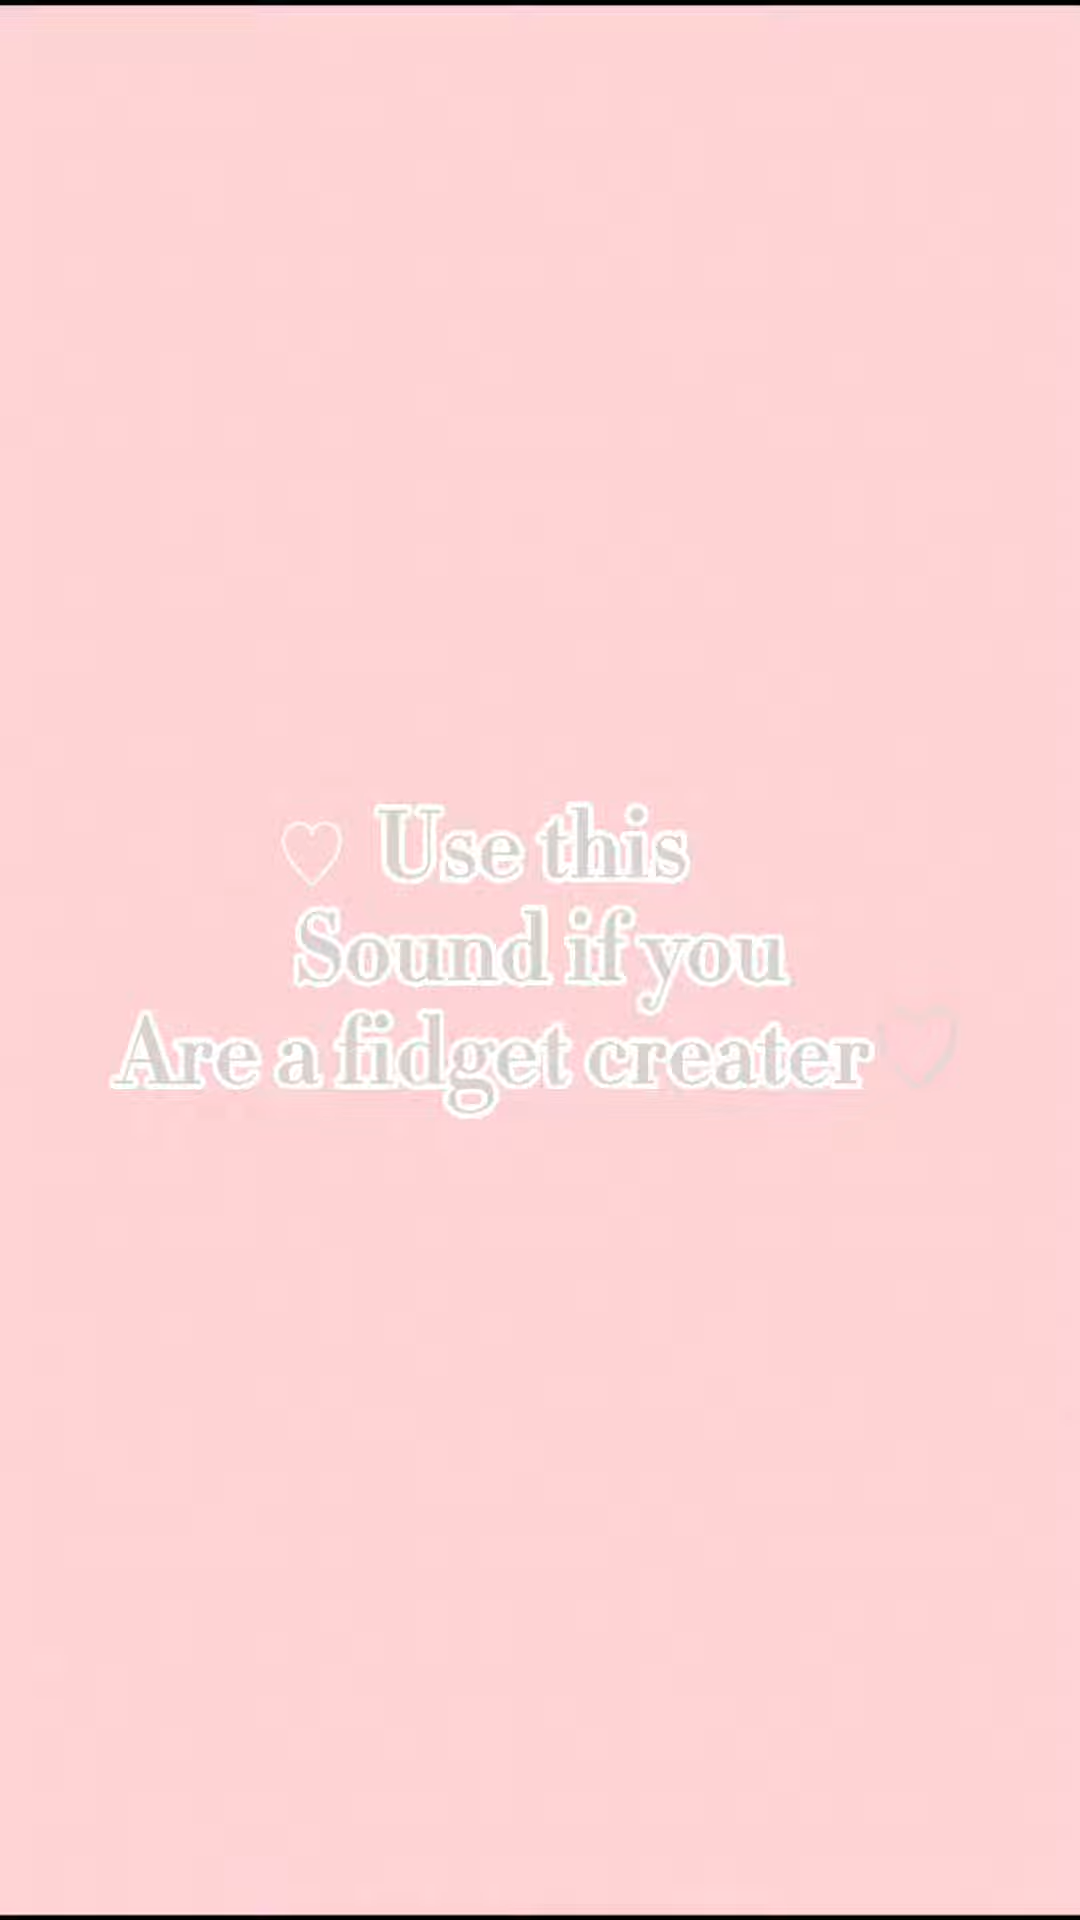 ♡ Use this
Sound if you
Are a fidget creater♡